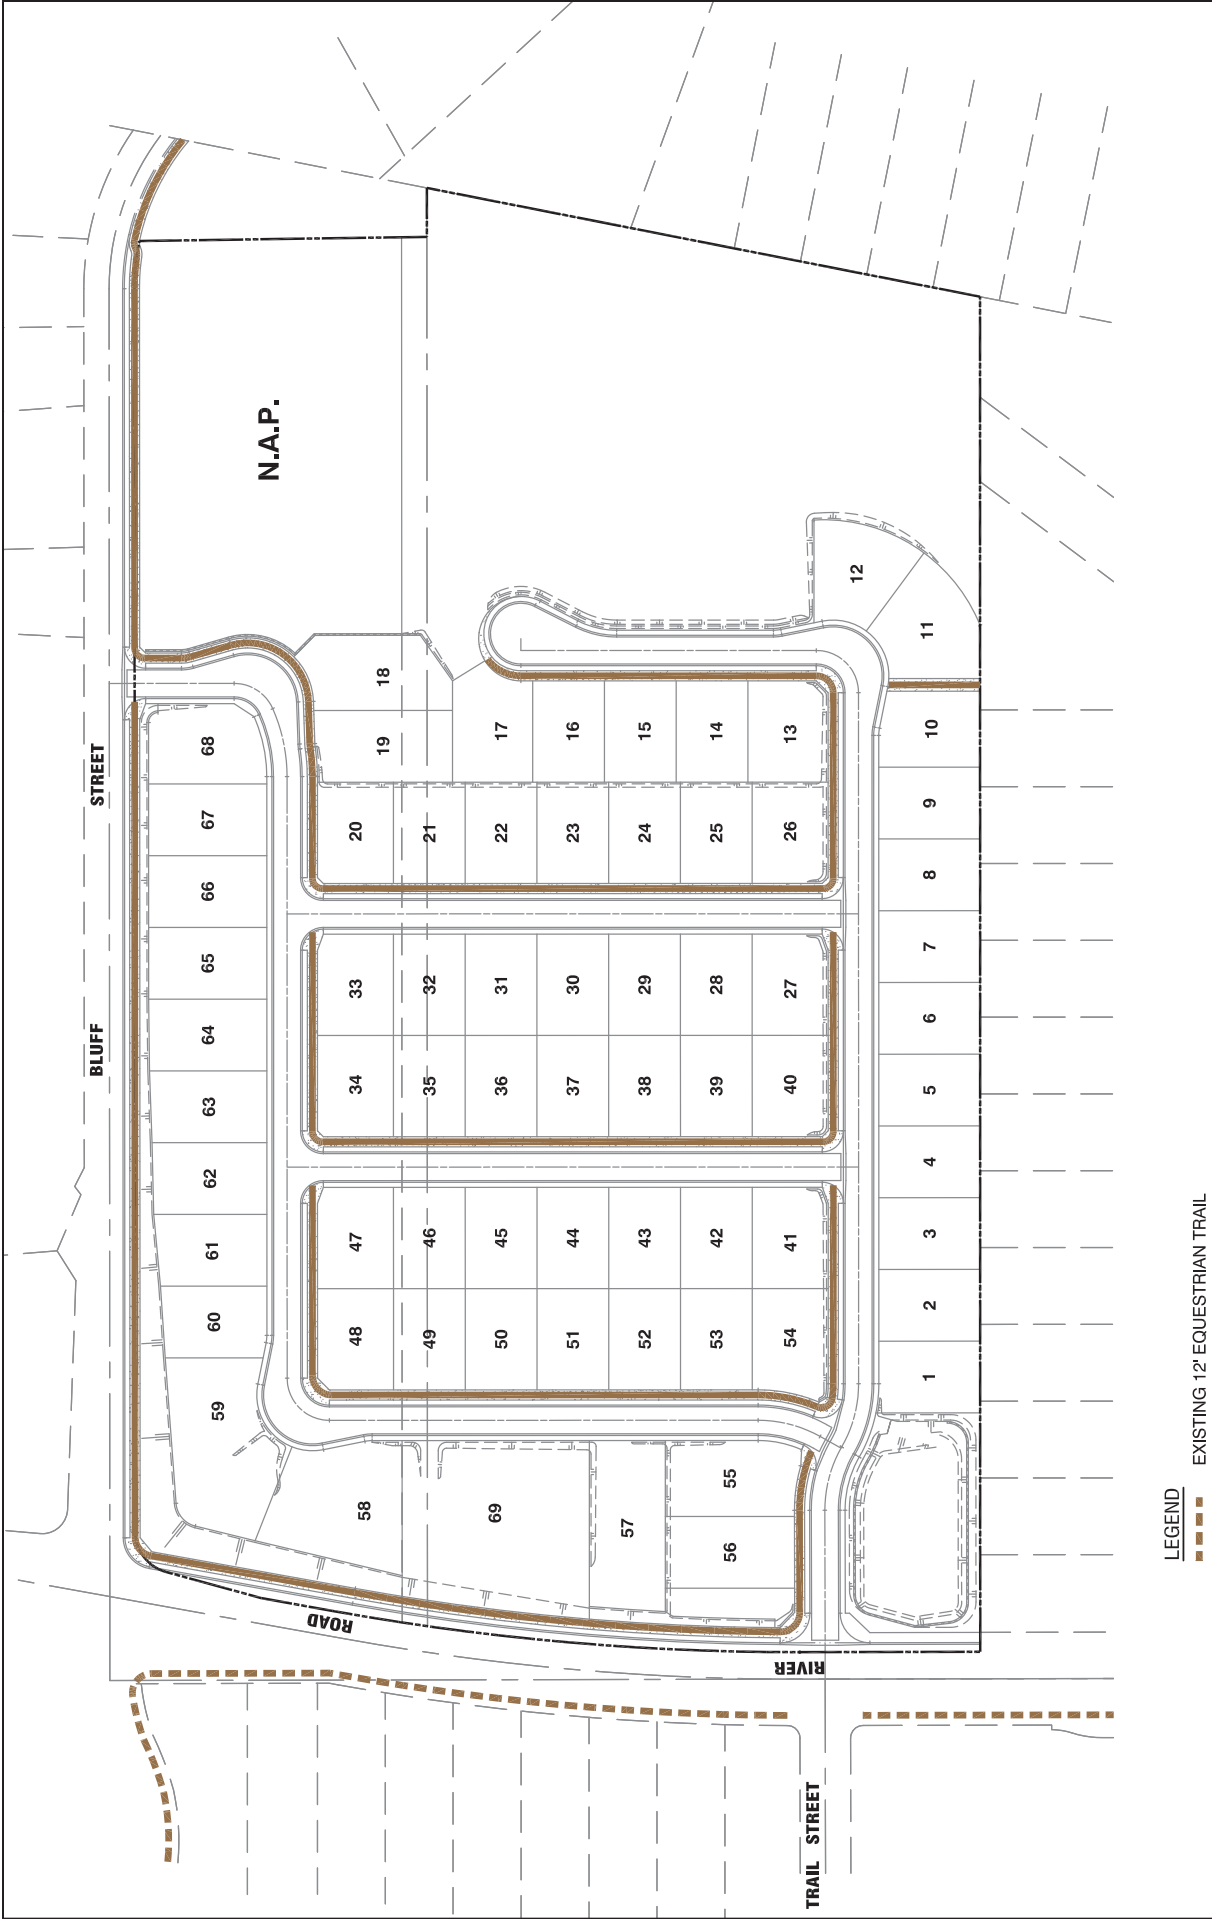 BLUFF STREET
59 60 61 62 63 64 65 66 67 68
N.A.P.
ROAD
58 48 47 34 33 20 19 18
49 46 35 32 21
69 50 45 36 31 22 17
51 44 37 30 23 16
57 52 43 38 29 24 15
56 55 53 42 39 28 25 14
54 41 40 27 26 13
RIVER
TRAIL STREET
12
1 2 3 4 5 6 7 8 9 10 11
LEGEND
EXISTING 12' EQUESTRIAN TRAIL